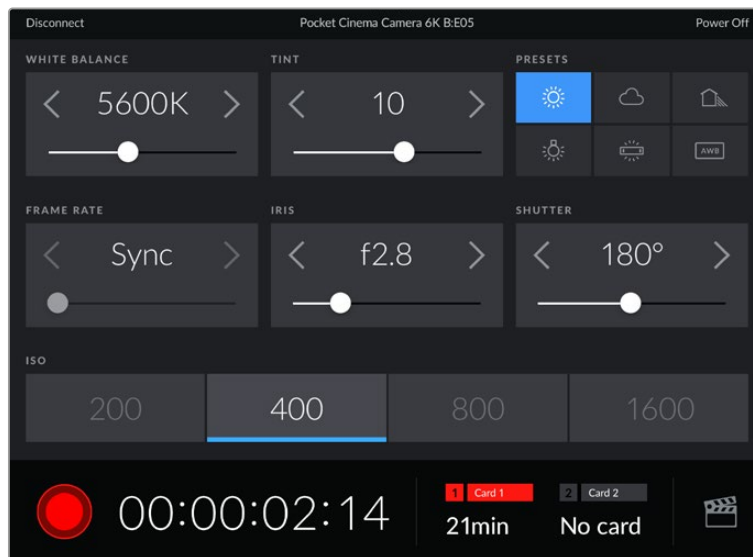 Disconnect Pocket Cinema Camera 6K B:E05 Power Off
WHITE BALANCE TINT PRESETS
5600K 10
AWB
FRAME RATE IRIS SHUTTER
Sync f2.8 180°
ISO
200 400 800 1600
00:00:02:14
1 Card 1 2 Card 2
21min No card